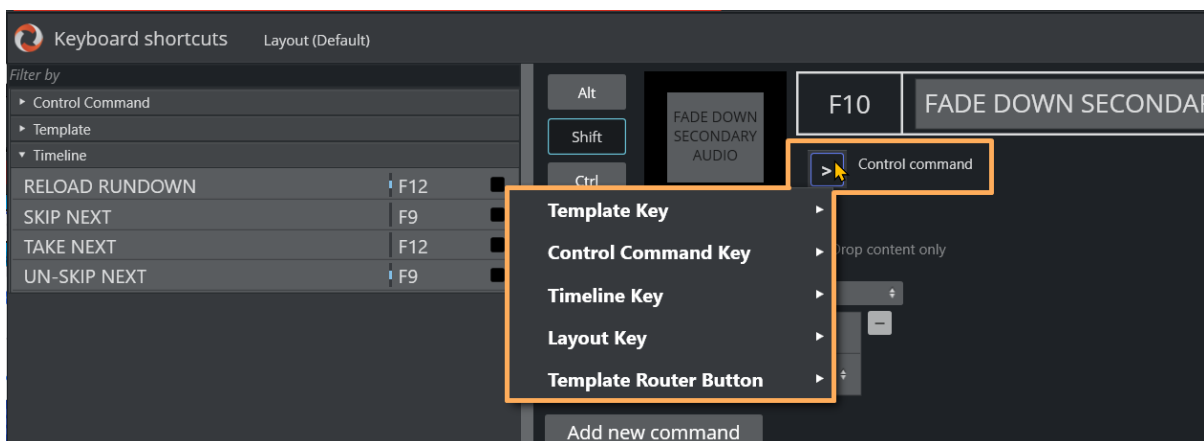 Keyboard shortcuts Layout (Default)
Filter by
Control Command
Template
Timeline
RELOAD RUNDOWN F12
SKIP NEXT F9
TAKE NEXT F12
UN-SKIP NEXT F9
Alt
Shift
Ctrl
FADE DOWN
SECONDARY
AUDIO
F10 FADE DOWN SECONDAR
> Control command
Template Key
Control Command Key
Timeline Key
Layout Key
Template Router Button
Drop content only
Add new command